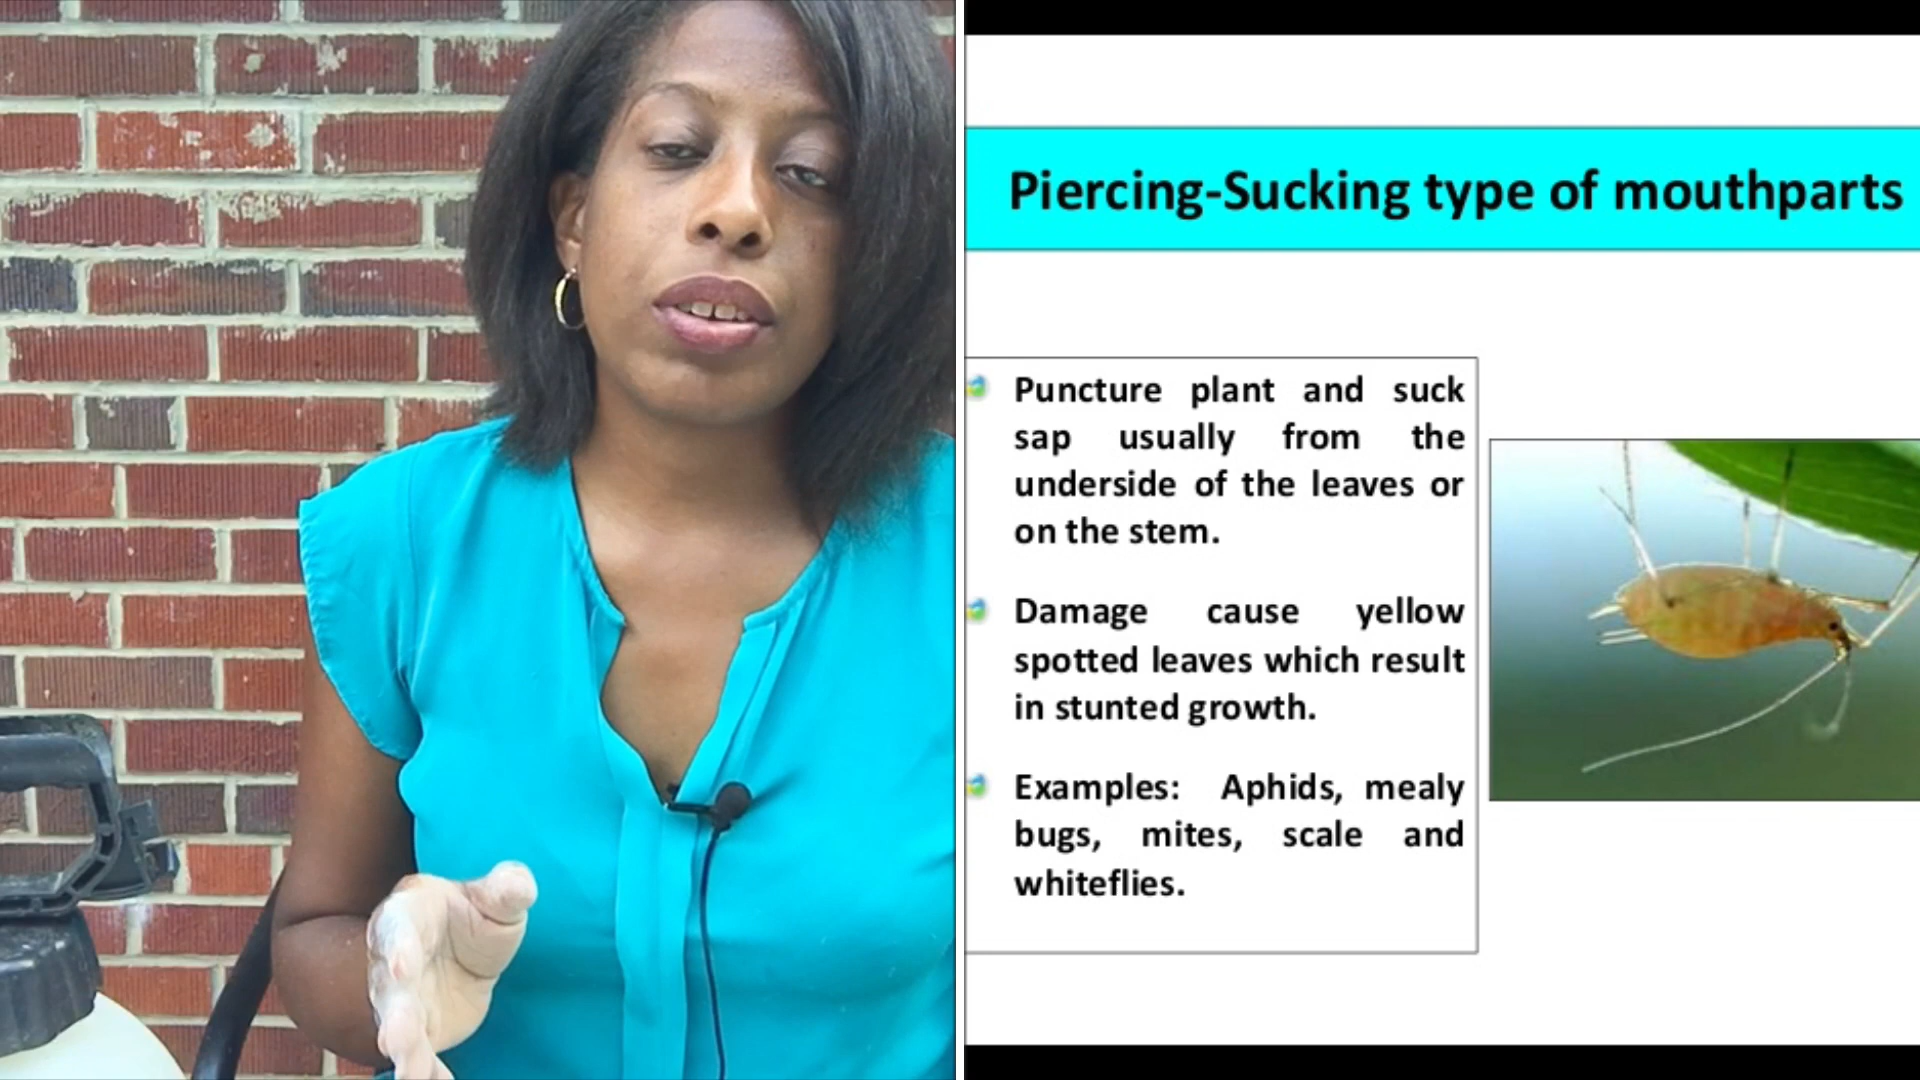 Piercing-Sucking type of mouthparts
Puncture plant and suck
sap usually from the
underside of the leaves or
on the stem.
Damage cause yellow
spotted leaves which result
in stunted growth.
Examples: Aphids, mealy
bugs, mites, scale and
whiteflies.